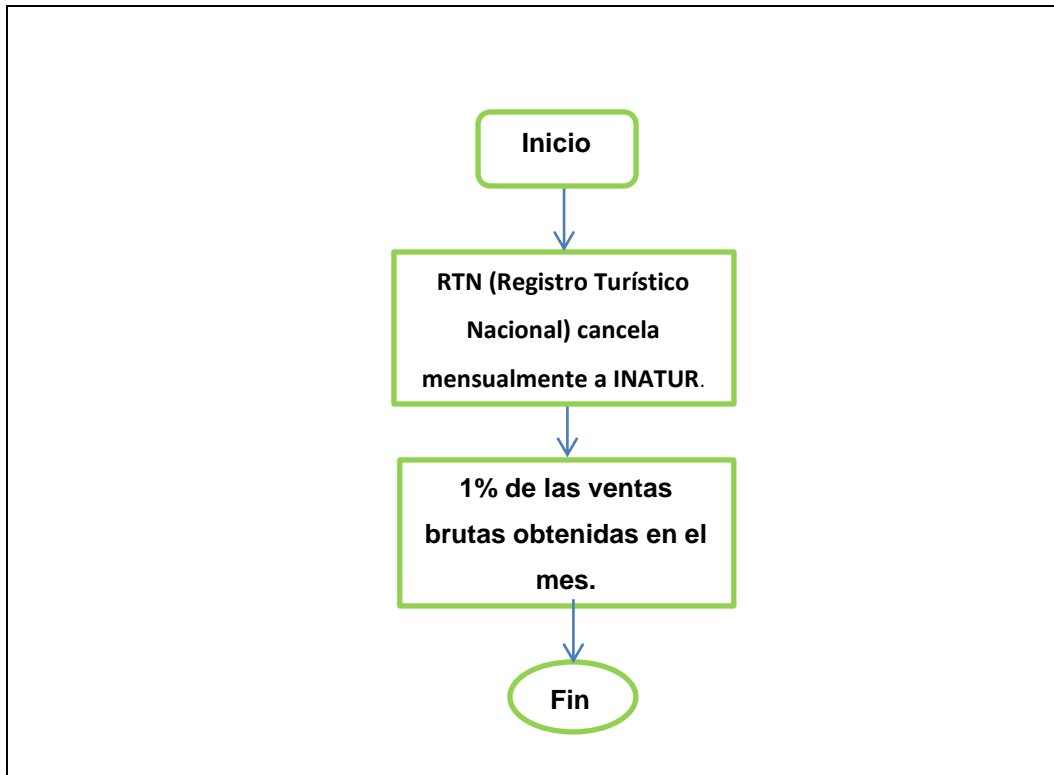 Inicio
RTN (Registro Turístico
Nacional) cancela
mensualmente a INATUR.
1% de las ventas
brutas obtenidas en el
mes.
Fin